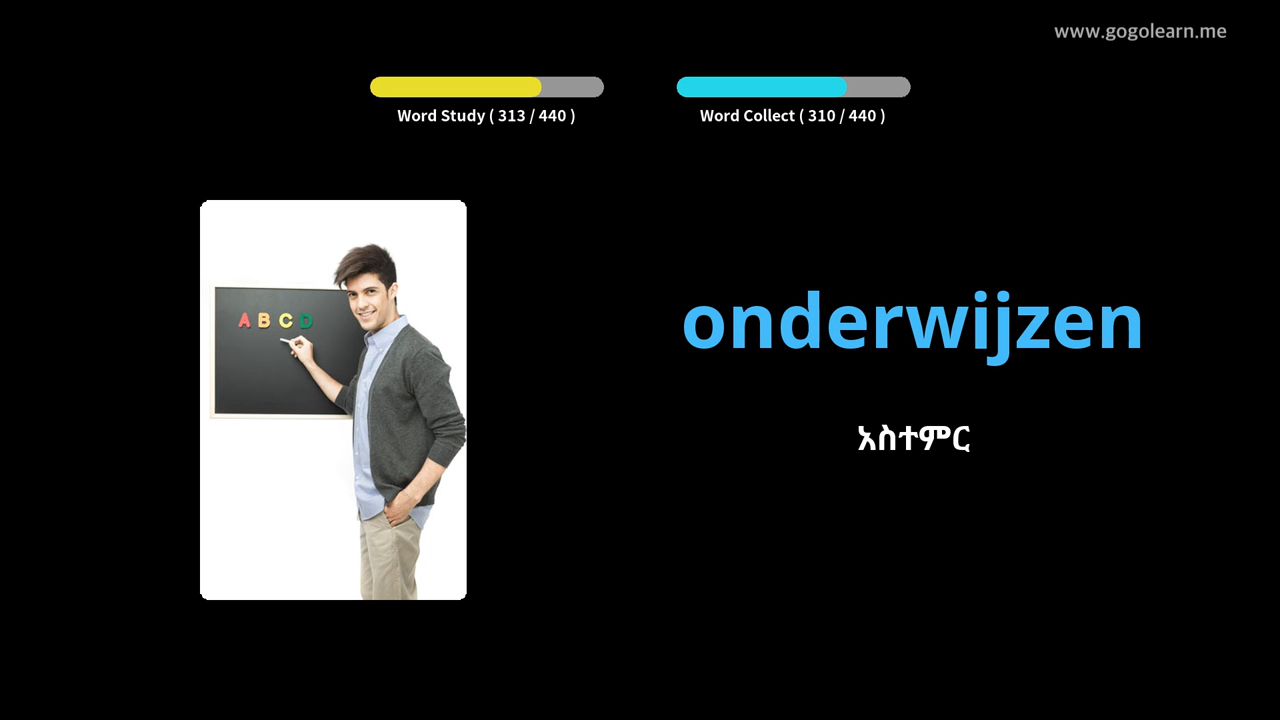 www.gogolearn.me
Word Study ( 313 / 440 )
Word Collect ( 310 / 440 )
A B C D
onderwijzen
አስተምር